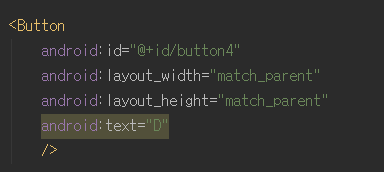 <Button
android:id="@+id/button4"
android:layout_width="match_parent"
android:layout_height="match_parent"
android:text="D"
/>